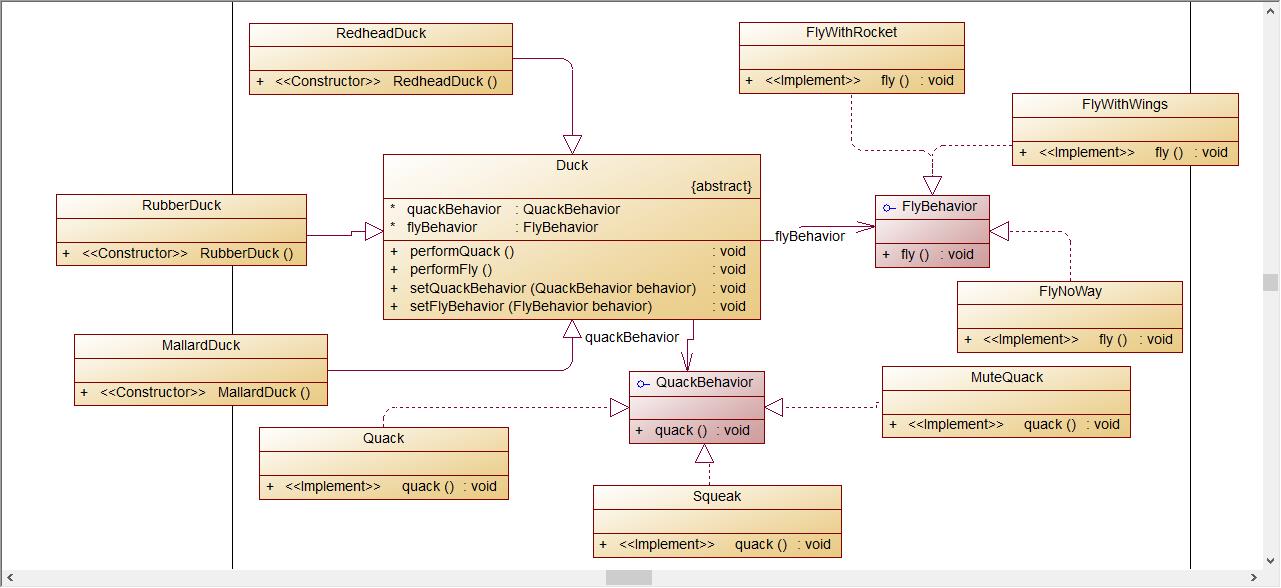 RedheadDuck
+ <<Constructor>> RedheadDuck ()
FlyWithRocket
+ <<Implement>> fly () : void
FlyWithWings
+ <<Implement>> fly () : void
Duck
{abstract}
* quackBehavior : QuackBehavior
* flyBehavior : FlyBehavior
+ performQuack () : void
+ performFly () : void
+ setQuackBehavior (QuackBehavior behavior) : void
+ setFlyBehavior (FlyBehavior behavior) : void
RubberDuck
+ <<Constructor>> RubberDuck ()
flyBehavior
FlyBehavior
+ fly () : void
FlyNoWay
+ <<Implement>> fly () : void
MallardDuck
+ <<Constructor>> MallardDuck ()
quackBehavior
QuackBehavior
+ quack () : void
MuteQuack
+ <<Implement>> quack () : void
Quack
+ <<Implement>> quack () : void
Squeak
+ <<Implement>> quack () : void